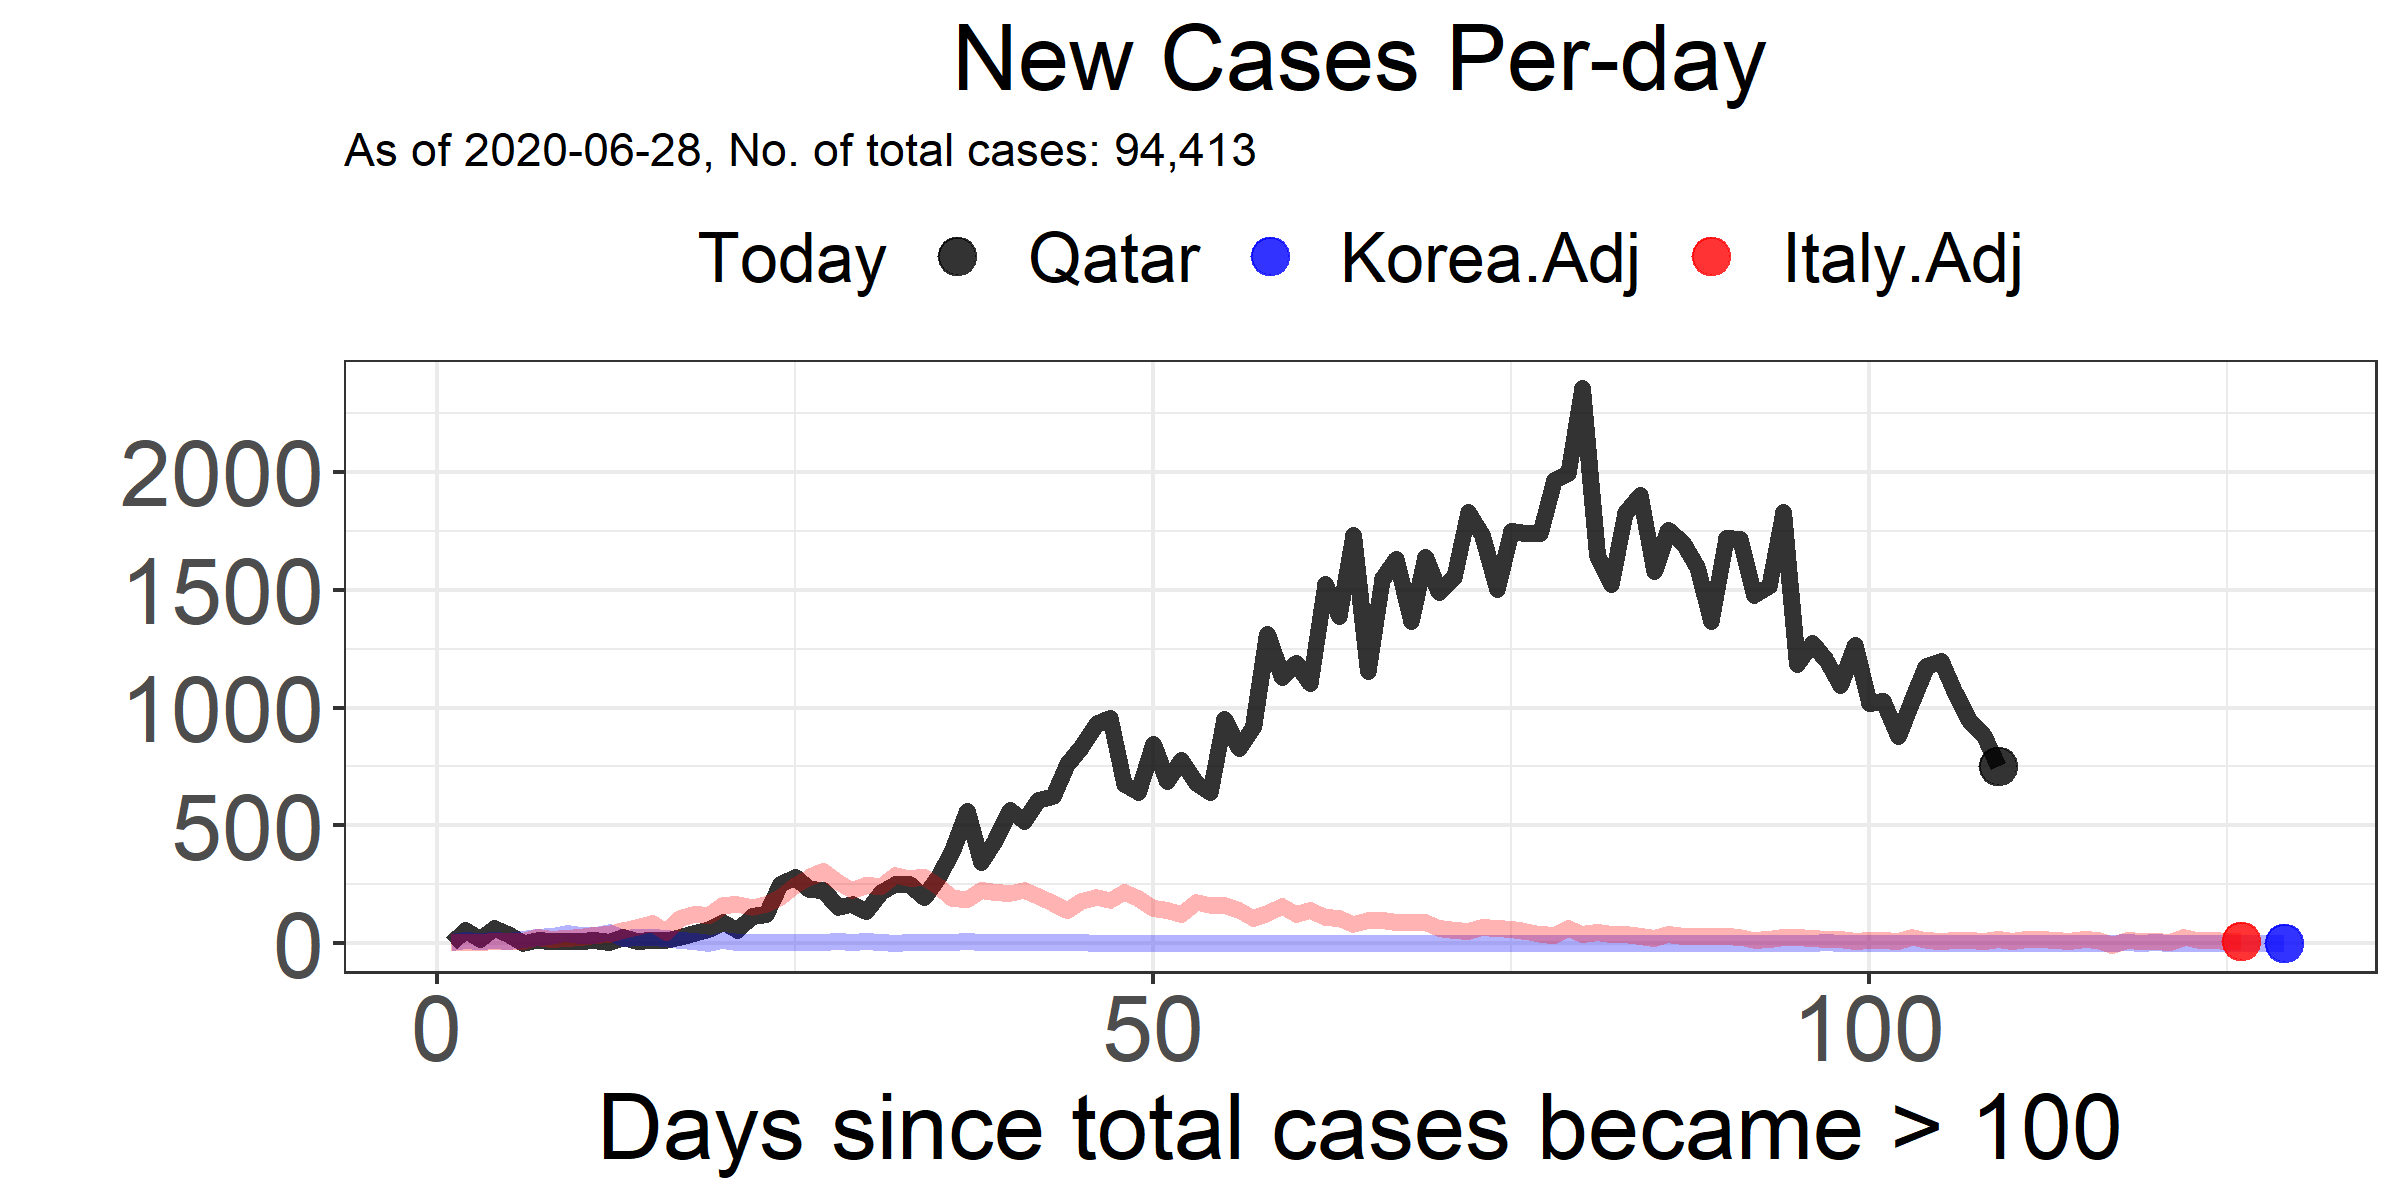 New Cases Per-day
As of 2020-06-28, No. of total cases: 94,413
Today Qatar Korea.Adj Italy.Adj
2000
1500
1000
500
0
0 50 100
Days since total cases became > 100